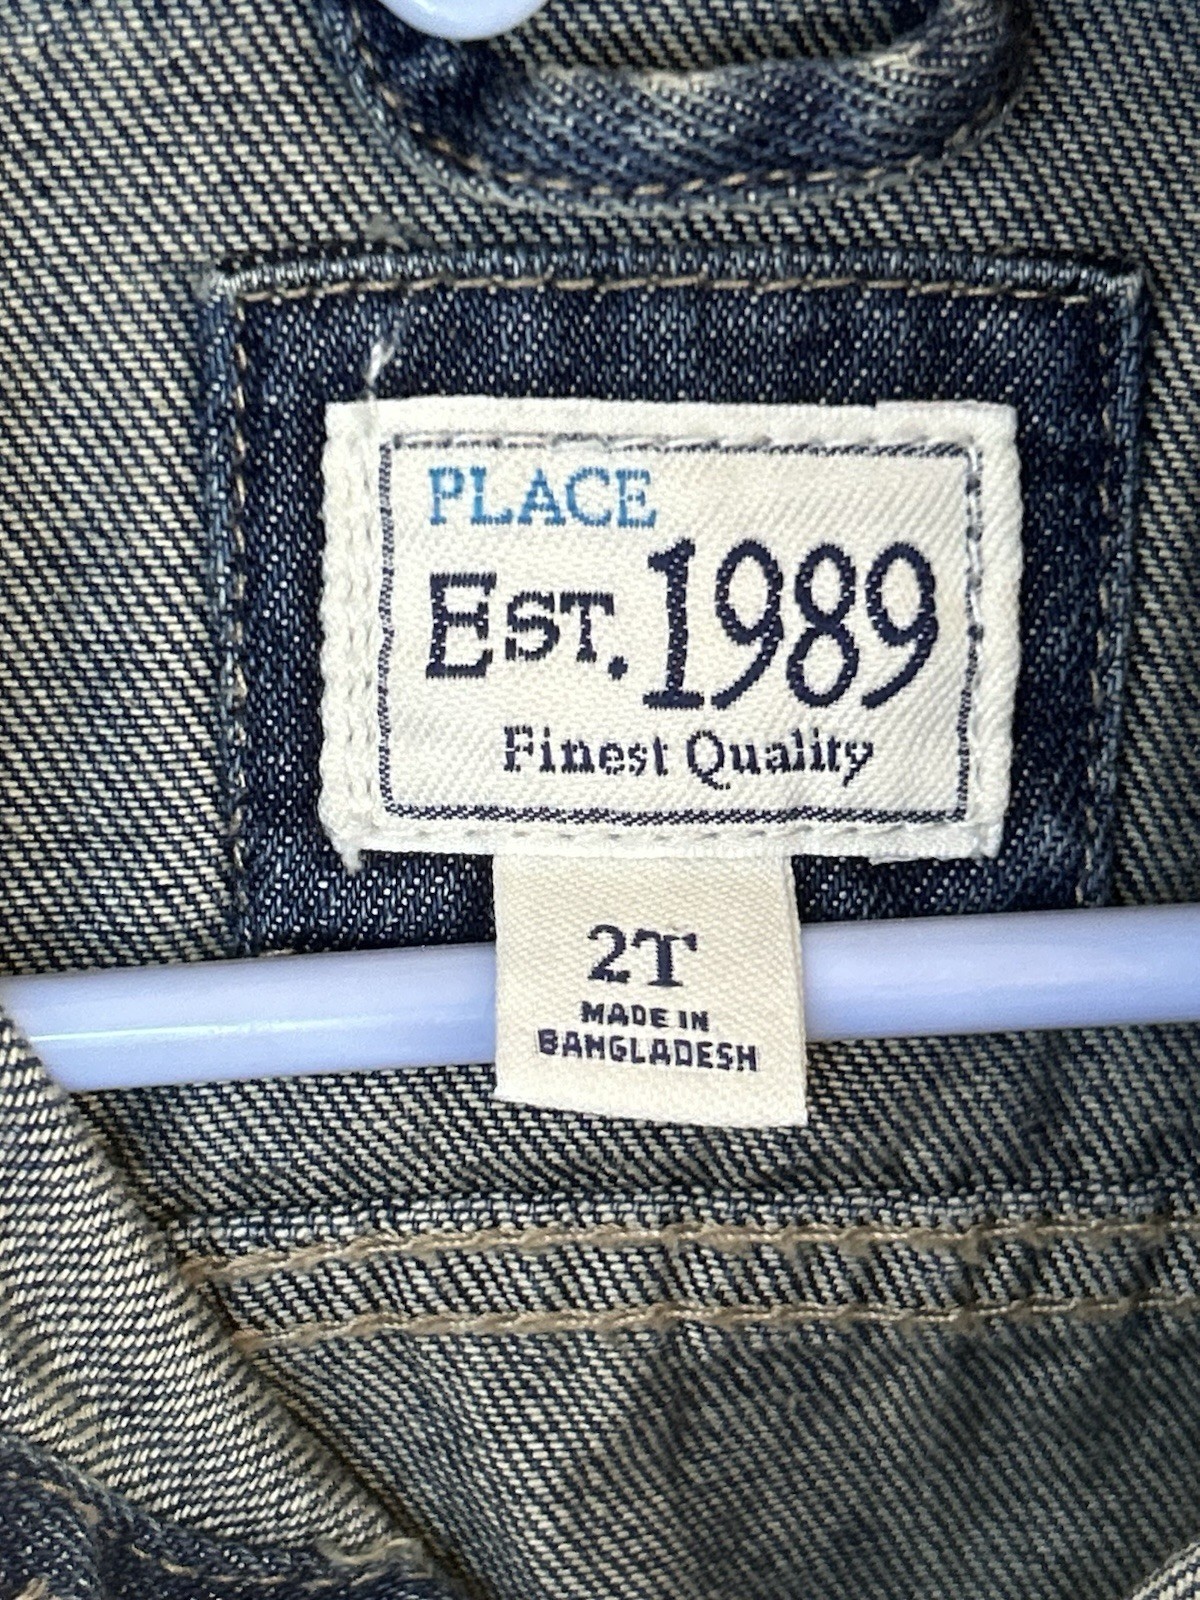 PLACE
EST. 1989
Finest Quality
2T
MADE IN
BANGLADESH